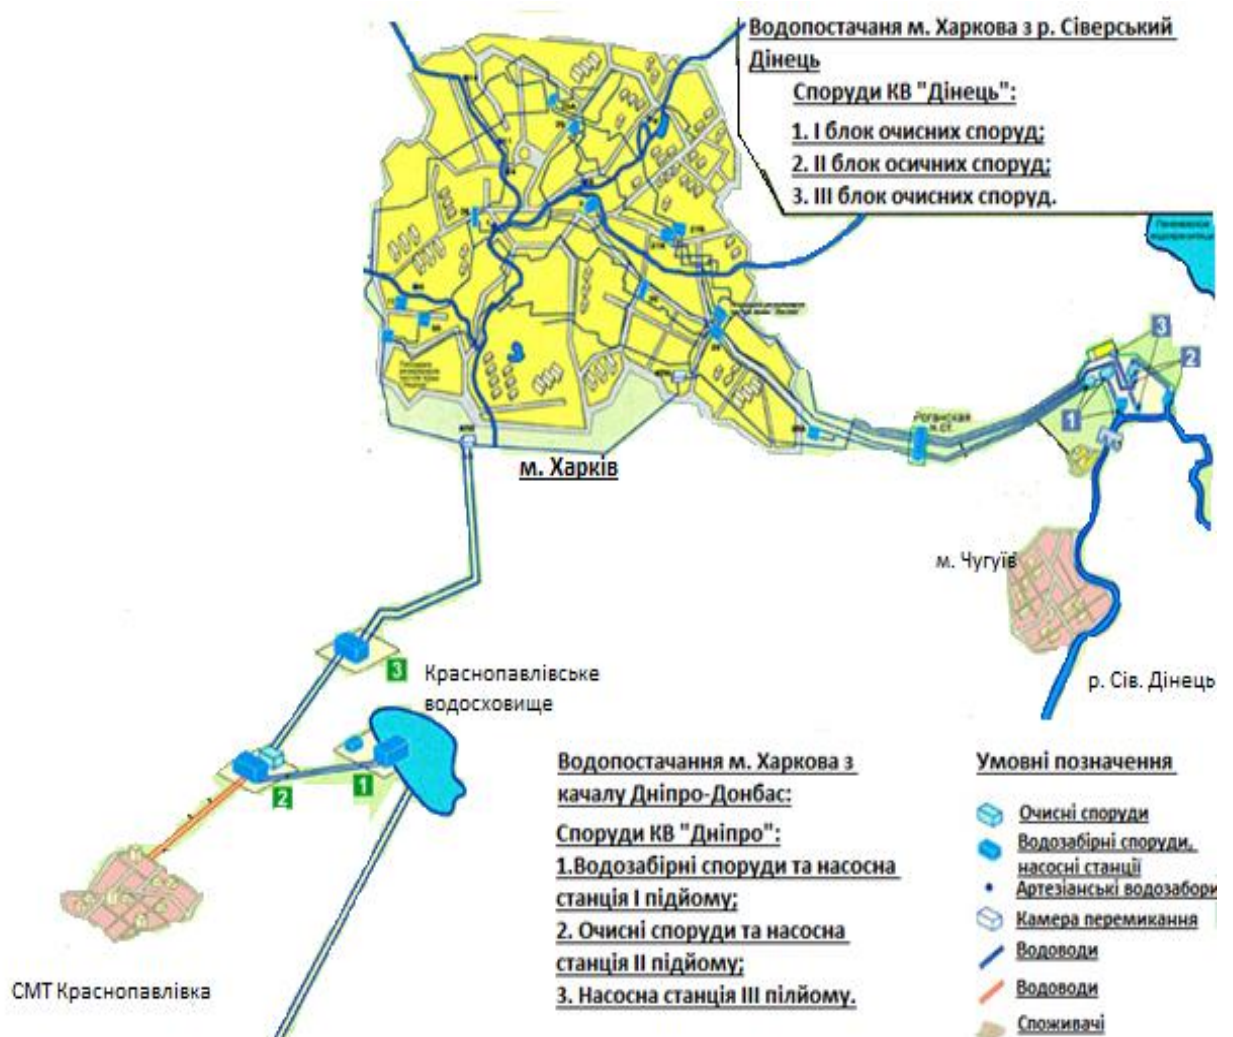 Водопостачаня м. Харкова з р. Сіверський
Дінець
Споруди КВ "Дінець":
1. І блок очисних споруд;
2. ІІ блок осичних споруд;
3. ІІІ блок очисних споруд.
3
2
1
Роганская
м. Харків
м. Чугуїв
р. Сів. Дінець
3
Краснопавлівське
водосховище
1
2
СМТ Краснопавлівка
Водопостачання м. Харкова з
качалу Дніпро-Донбас:
Споруди КВ "Дніпро":
1.Водозабірні споруди та насосна
станція І підйому;
2. Очисні споруди та насосна
станція ІІ підйому;
3. Насосна станція ІІІ пілйому.
Умовні позначення
Очисні споруди
Водозабірні споруди,
насосні станції
Артезіанські водозабори
Камера перемикання
Водоводи
Водоводи
Споживачі